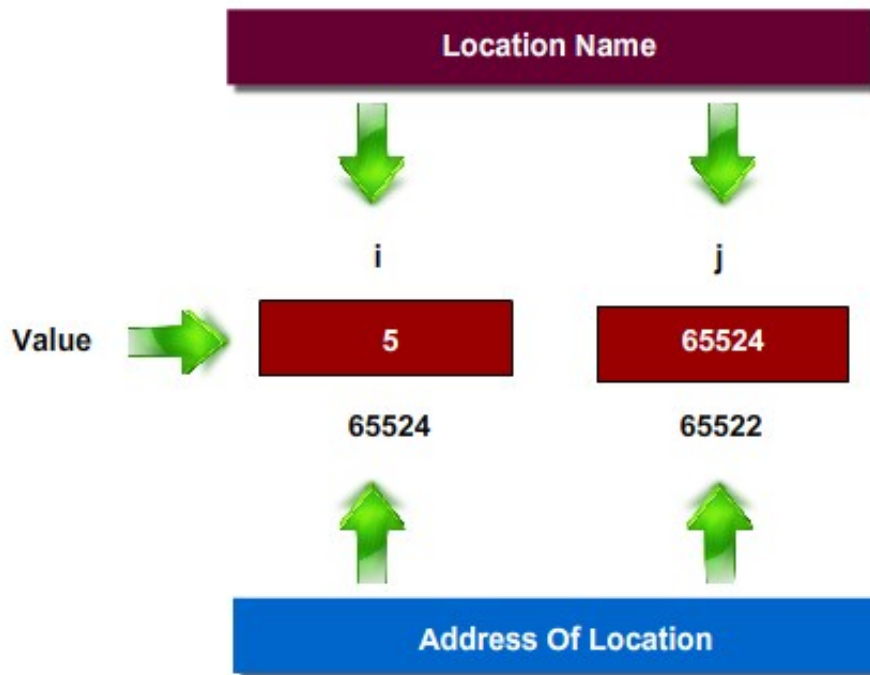 Location Name
i j
Value 5 65524
65524 65522
Address Of Location